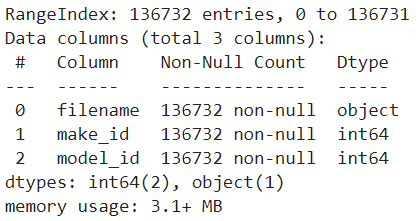 RangeIndex: 136732 entries, 0 to 136731
Data columns (total 3 columns):
 #   Column    Non-Null Count   Dtype
---  ------    --------------   -----
 0   filename  136732 non-null  object
 1   make_id   136732 non-null  int64
 2   model_id  136732 non-null  int64
dtypes: int64(2), object(1)
memory usage: 3.1+ MB